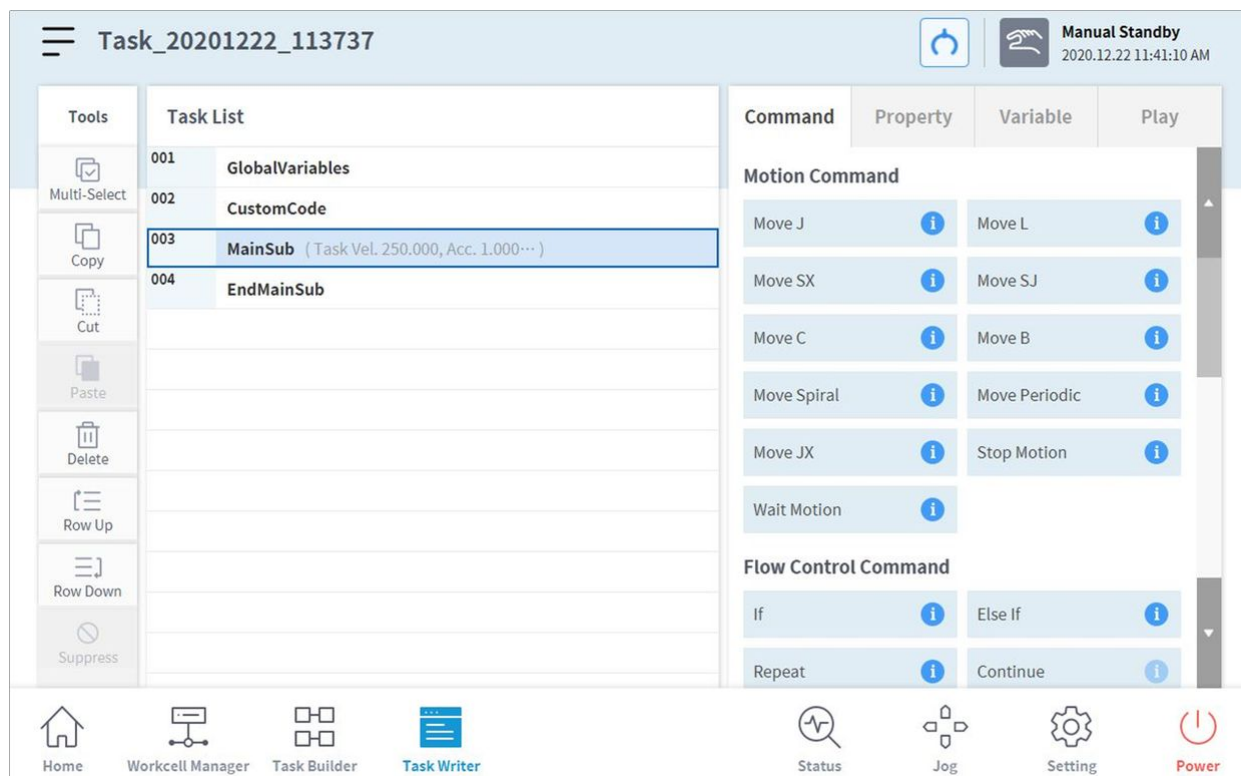 Task_20201222_113737
Manual Standby
2020.12.22 11:41:10 AM
Tools
Multi-Select
Copy
Cut
Paste
Delete
Row Up
Row Down
Suppress
Task List
001 GlobalVariables
002 CustomCode
003 MainSub ( Task Vel. 250.000, Acc. 1.000··· )
004 EndMainSub
Command Property Variable Play
Motion Command
Move J Move L
Move SX Move SJ
Move C Move B
Move Spiral Move Periodic
Move JX Stop Motion
Wait Motion
Flow Control Command
If Else If
Repeat Continue
Home Workcell Manager Task Builder Task Writer Status Jog Setting Power